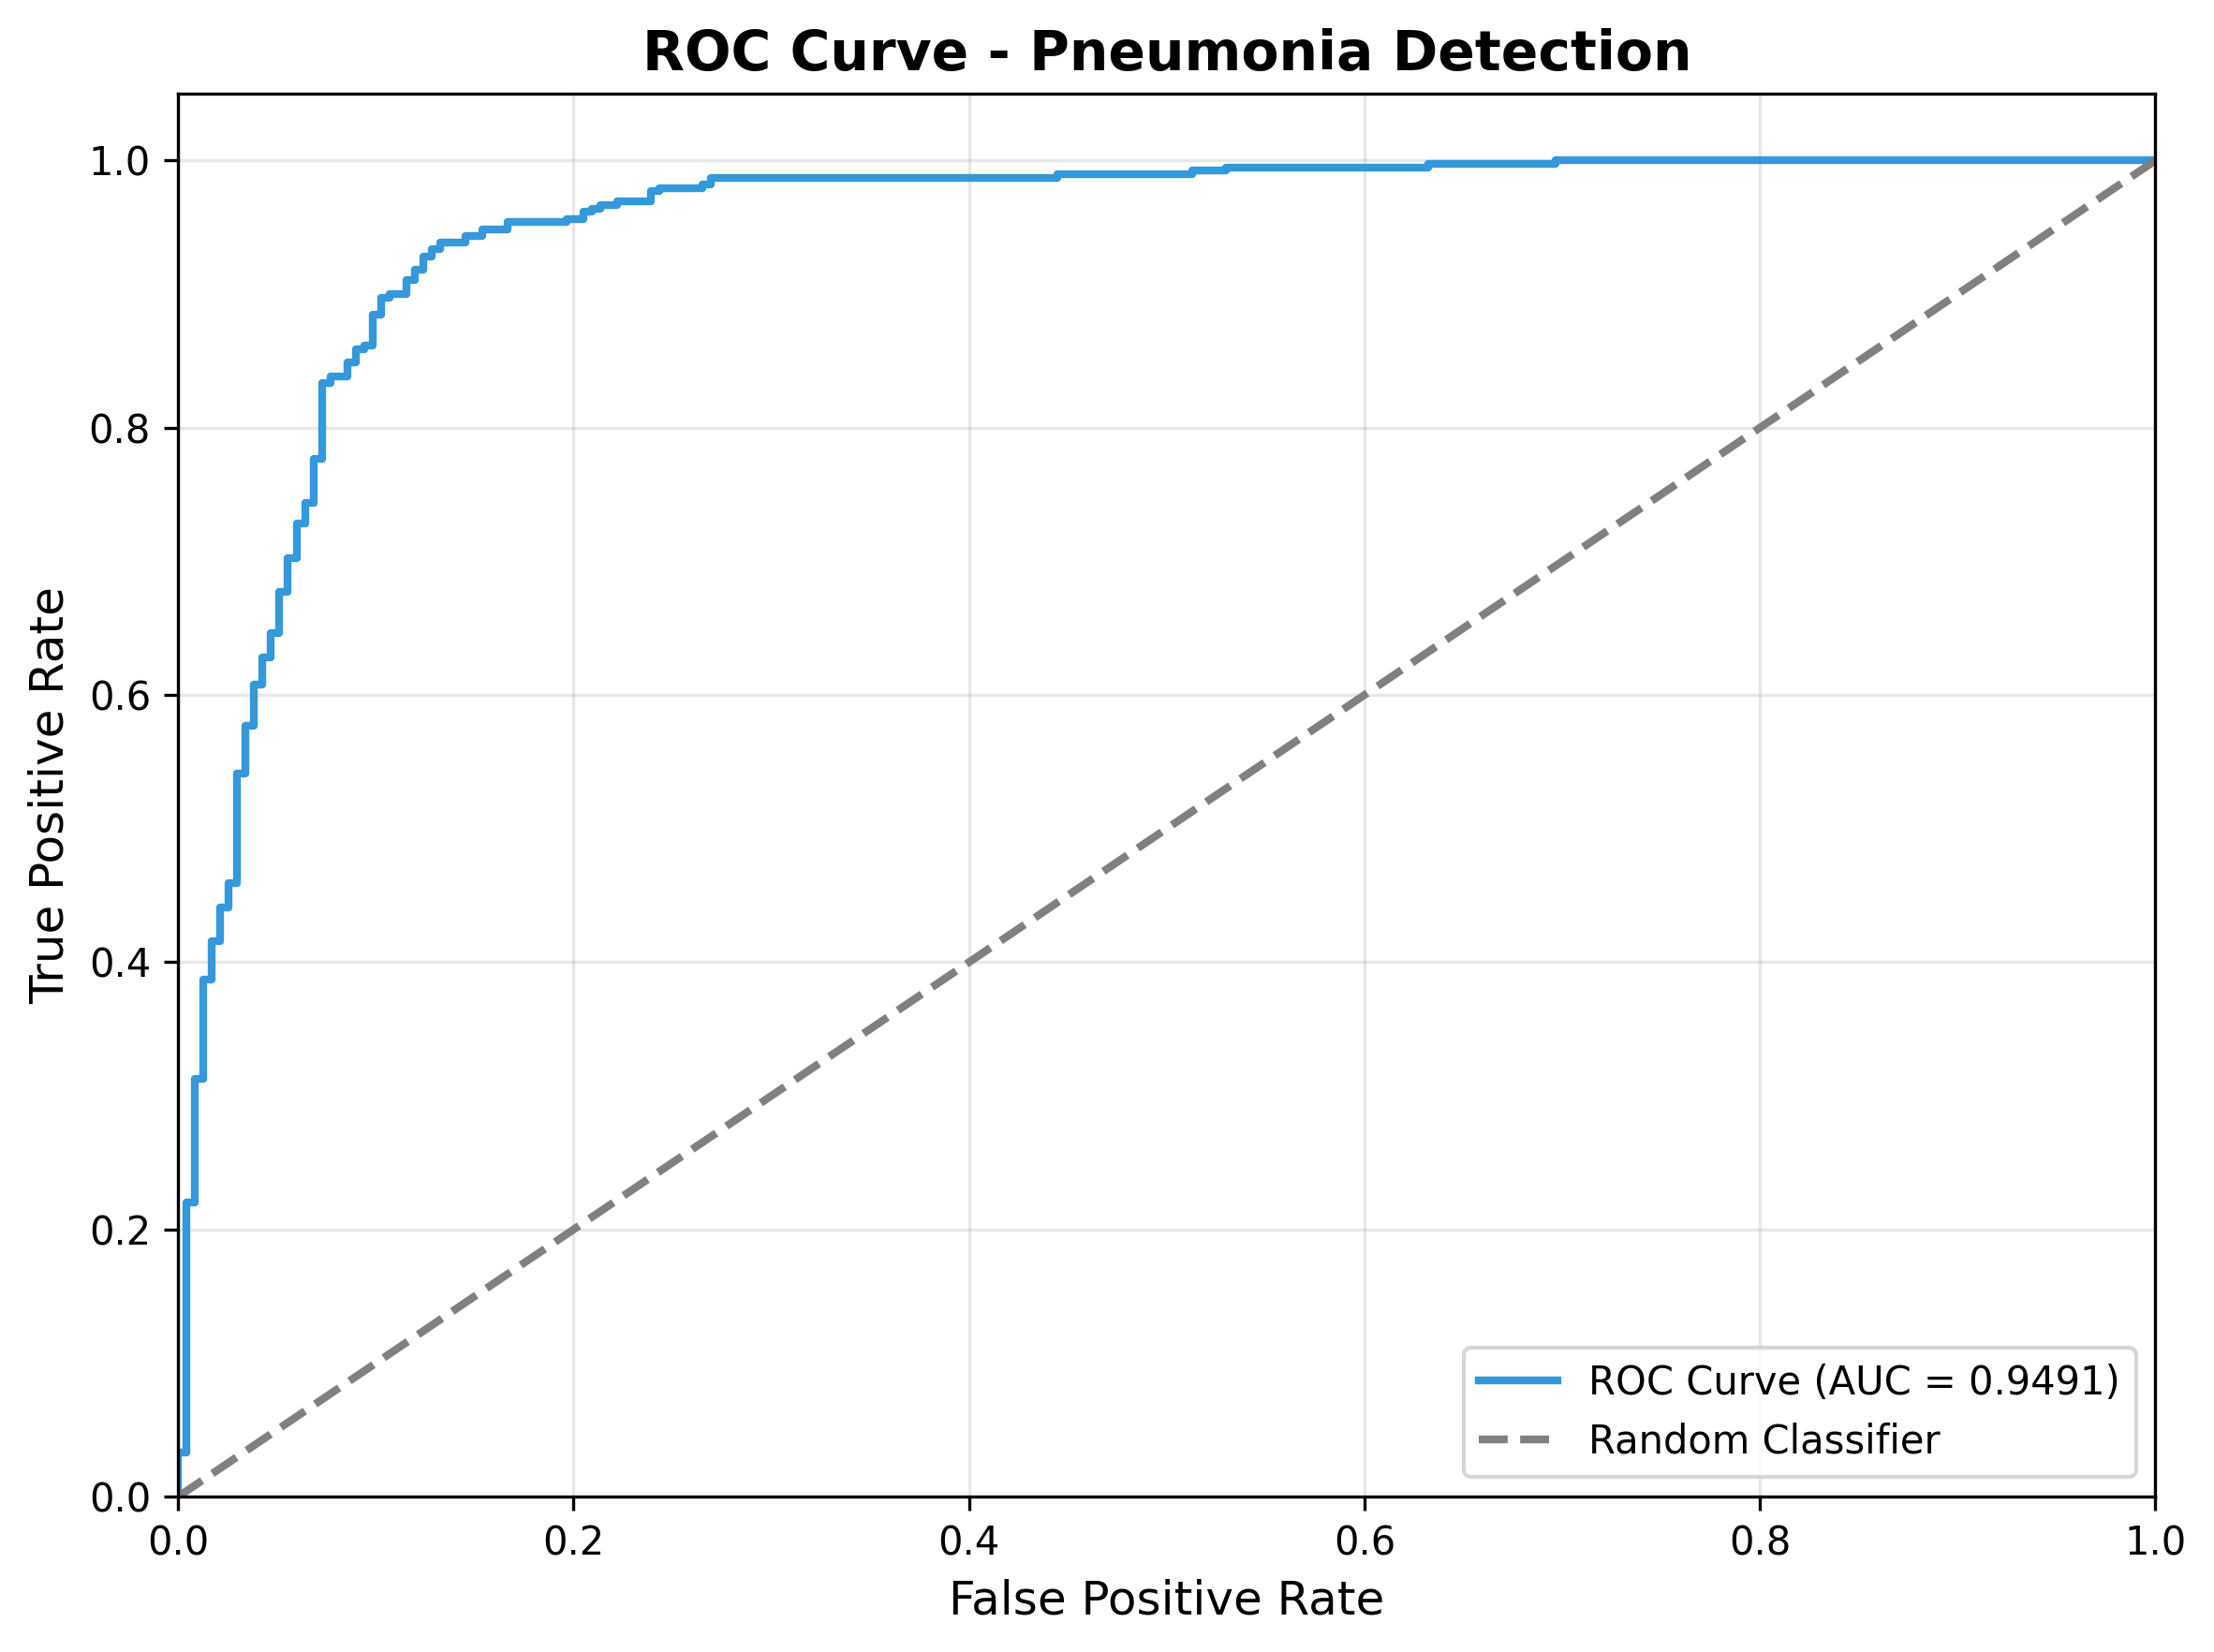 ROC Curve - Pneumonia Detection
True Positive Rate
1.0
0.8
0.6
0.4
0.2
0.0
0.0 0.2 0.4 0.6 0.8 1.0
False Positive Rate
ROC Curve (AUC = 0.9491)
Random Classifier